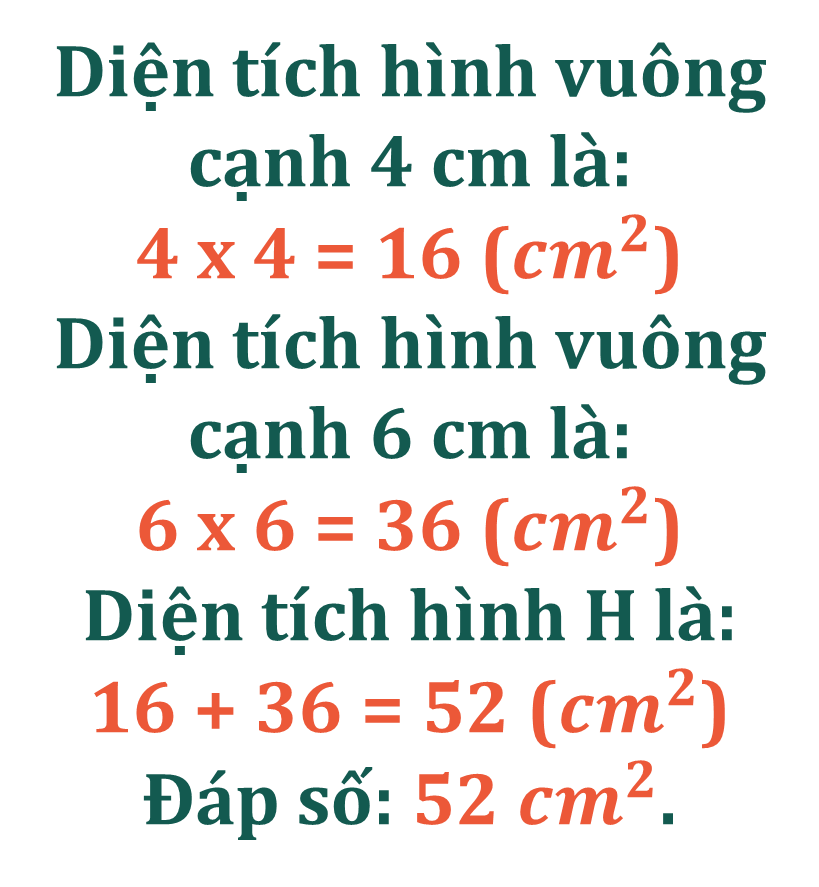 Diện tích hình vuông
cạnh 4 cm là:
4 x 4 = 16 (cm²)
Diện tích hình vuông
cạnh 6 cm là:
6 x 6 = 36 (cm²)
Diện tích hình H là:
16 + 36 = 52 (cm²)
Đáp số: 52 cm².